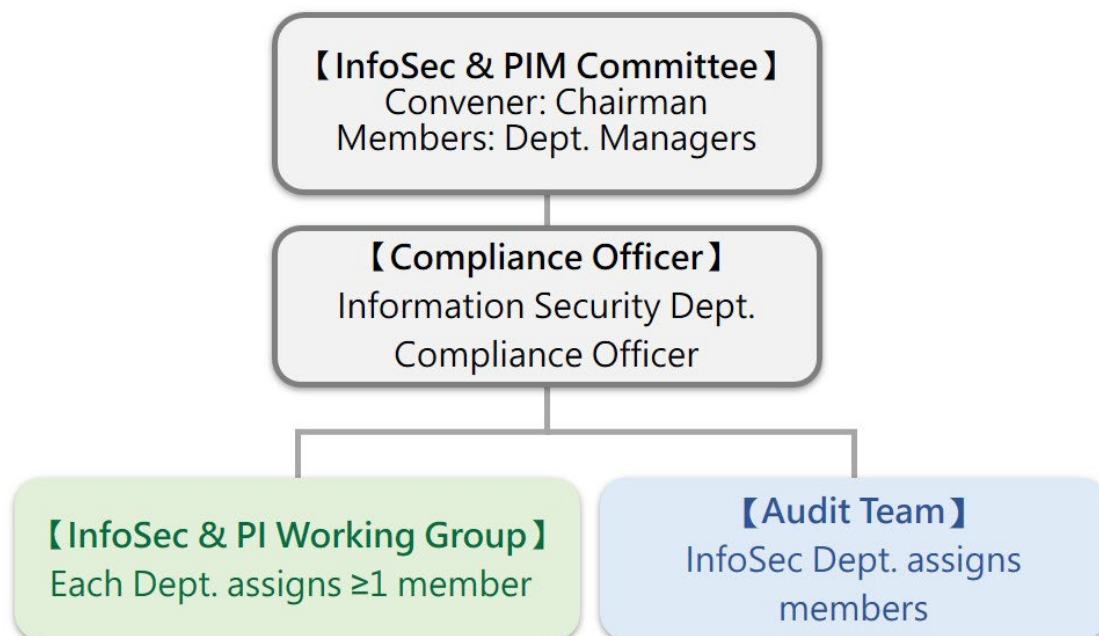 【InfoSec & PIM Committee】
Convener: Chairman
Members: Dept. Managers
【Compliance Officer】
Information Security Dept.
Compliance Officer
【InfoSec & PI Working Group】
Each Dept. assigns ≥1 member
【Audit Team】
InfoSec Dept. assigns
members